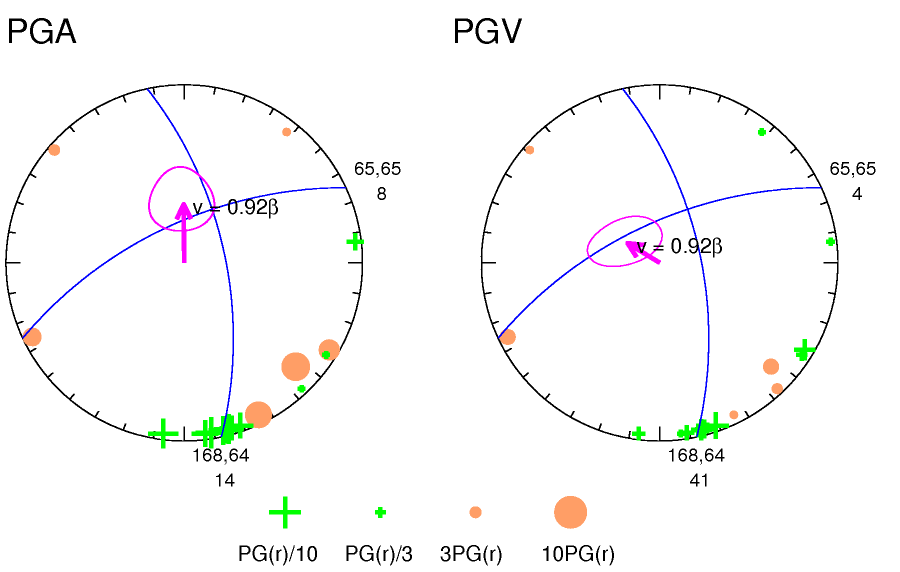 PGA
PGV
65,65
8
65,65
4
v = 0.92β
v = 0.92β
168,64
14
168,64
41
PG(r)/10
PG(r)/3
3PG(r)
10PG(r)